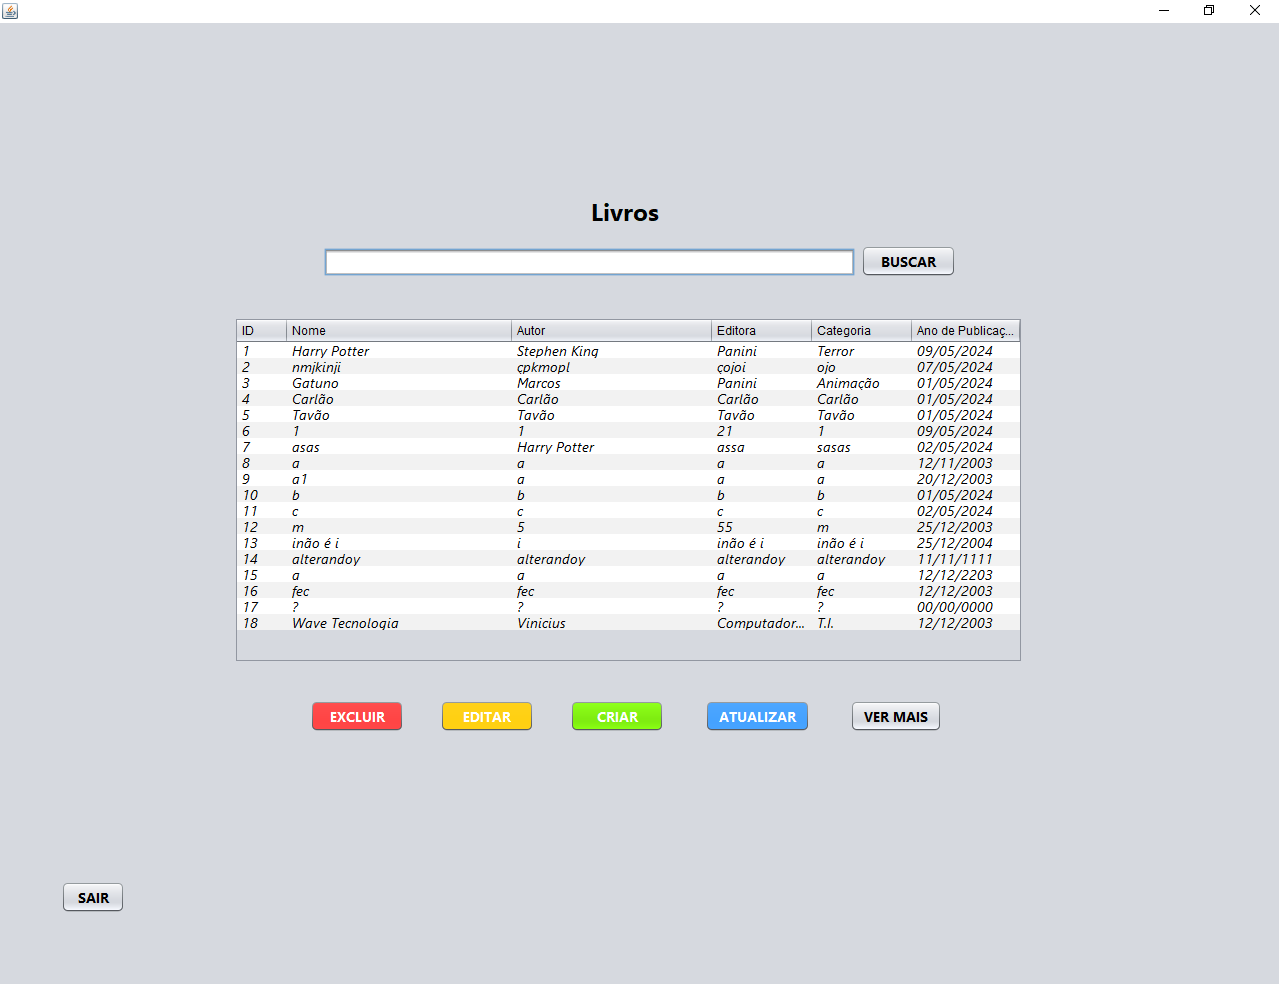 Livros
BUSCAR
ID Nome Autor Editora Categoria Ano de Publicaç...
1 Harry Potter Stephen King Panini Terror 09/05/2024
2 nmjkinji çpkmopl çojoi ojo 07/05/2024
3 Gatuno Marcos Panini Animação 01/05/2024
4 Carlão Carlão Carlão Carlão 01/05/2024
5 Tavão Tavão Tavão Tavão 01/05/2024
6 1 1 21 1 09/05/2024
7 asas Harry Potter assa sasas 02/05/2024
8 a a a a 12/11/2003
9 a1 a a a 20/12/2003
10 b b b b 01/05/2024
11 c c c c 02/05/2024
12 m 5 55 m 25/12/2003
13 inão é i i inão é i inão é i 25/12/2004
14 alterandoy alterandoy alterandoy alterandoy 11/11/1111
15 a a a a 12/12/2203
16 fec fec fec fec 12/12/2003
17 ? ? ? ? 00/00/0000
18 Wave Tecnologia Vinicius Computador... T.I. 12/12/2003
EXCLUIR EDITAR CRIAR ATUALIZAR VER MAIS
SAIR